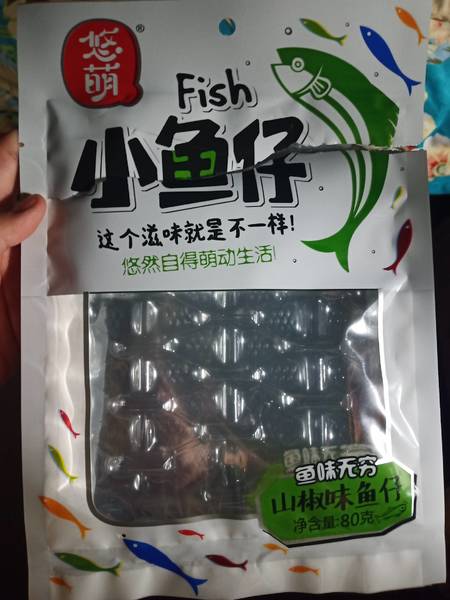 悠萌®
Fish
小鱼仔
这个滋味就是不一样!
悠然自得萌动生活
鱼味无穷
山椒味鱼仔
净含量:80克